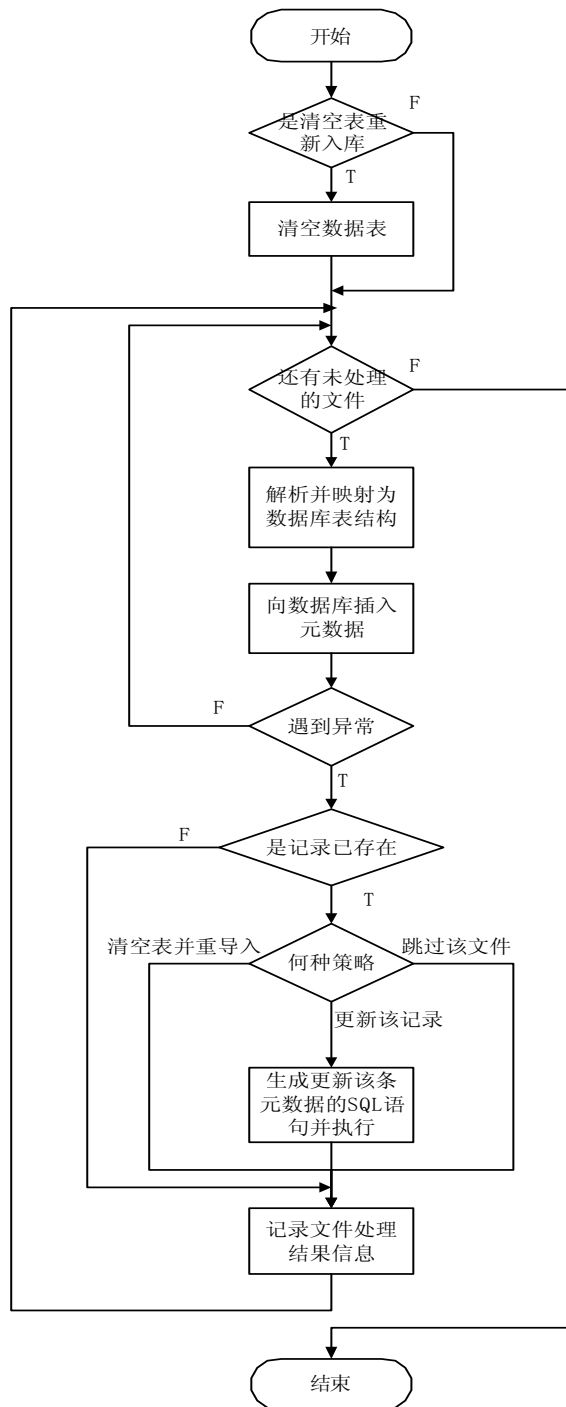 开始
F
是清空表重
新入库
T
清空数据表
还有未处理
的文件
F
T
解析并映射为
数据库表结构
向数据库插入
元数据
F
遇到异常
T
F
是记录已存在
T
清空表并重导入
何种策略
跳过该文件
更新该记录
生成更新该条
元数据的SQL语
句并执行
记录文件处理
结果信息
结束